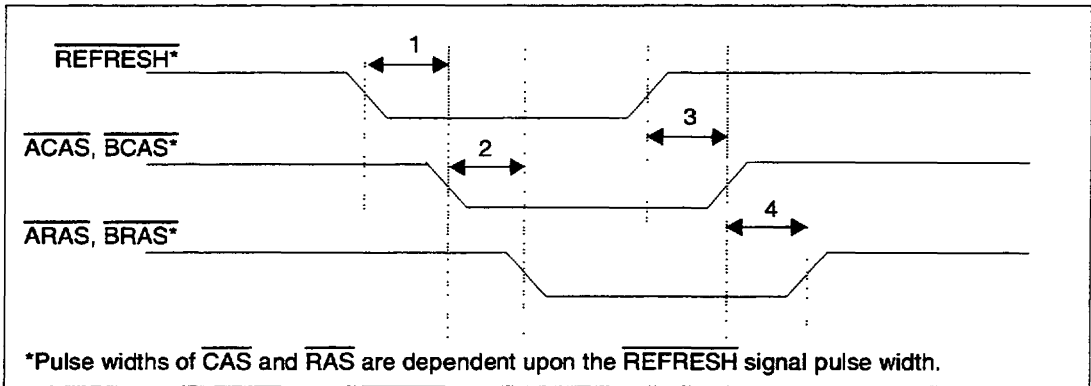 1
REFRESH*
3
ACAS, BCAS*
2
4
ARAS, BRAS*
*Pulse widths of CAS and RAS are dependent upon the REFRESH signal pulse width.